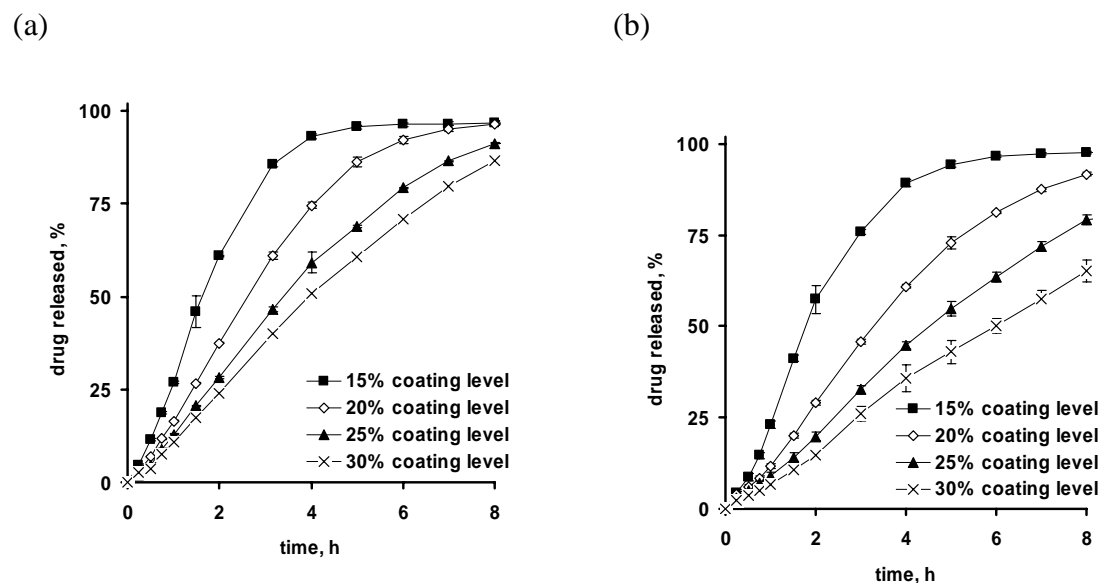 (a)
(b)
100
75
50
25
0
drug released, %
15% coating level
20% coating level
25% coating level
30% coating level
0 2 4 6 8
time, h
100
75
50
25
0
drug released, %
15% coating level
20% coating level
25% coating level
30% coating level
0 2 4 6 8
time, h